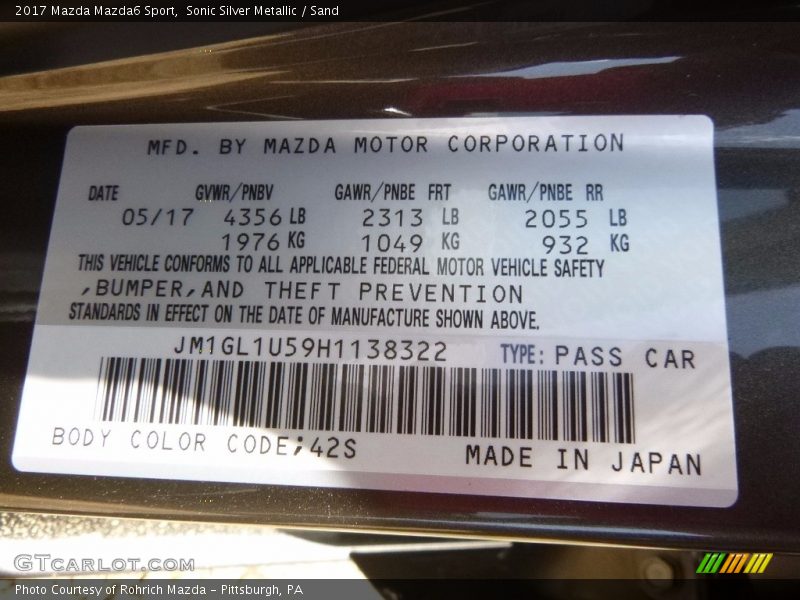 2017 Mazda Mazda6 Sport, Sonic Silver Metallic / Sand
MFD. BY MAZDA MOTOR CORPORATION
DATE GVWR/PNBV GAWR/PNBE FRT GAWR/PNBE RR
05/17 4356 LB 2313 LB 2055 LB
1976 KG 1049 KG 932 KG
THIS VEHICLE CONFORMS TO ALL APPLICABLE FEDERAL MOTOR VEHICLE SAFETY
,BUMPER,AND THEFT PREVENTION
STANDARDS IN EFFECT ON THE DATE OF MANUFACTURE SHOWN ABOVE.
JM1GL1U59H1138322 TYPE: PASS CAR
BODY COLOR CODE;42S MADE IN JAPAN
GTCARLOT.COM
Photo Courtesy of Rohrich Mazda - Pittsburgh, PA